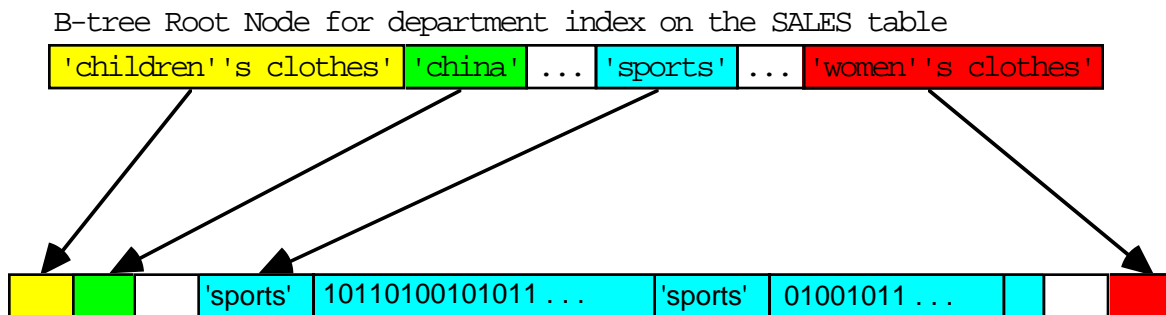 B-tree Root Node for department index on the SALES table
'children''s clothes' 'china' ... 'sports' ... 'women''s clothes'
'sports' 10110100101011 . . . 'sports' 01001011 . . .